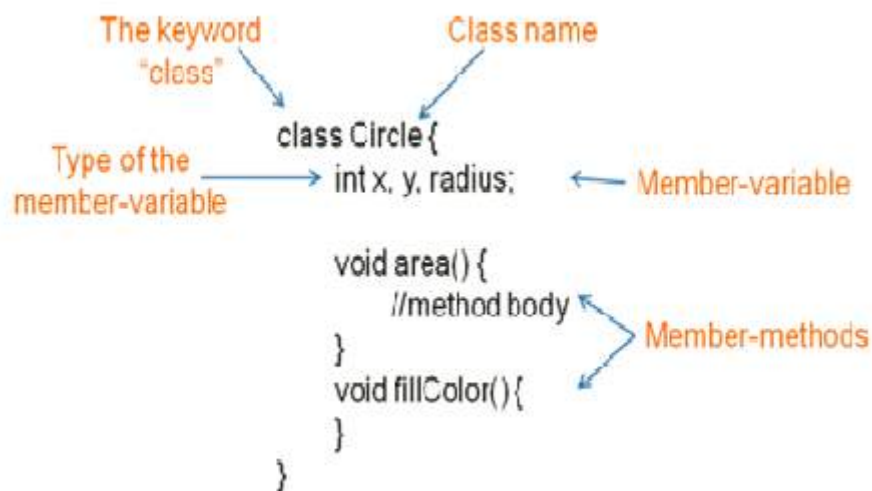 The keyword Class name
"class"
class Circle {
Type of the
member-variable
int x, y, radius;
Member-variable
void area() {
//method body
}
Member-methods
void fillColor(){
}
}